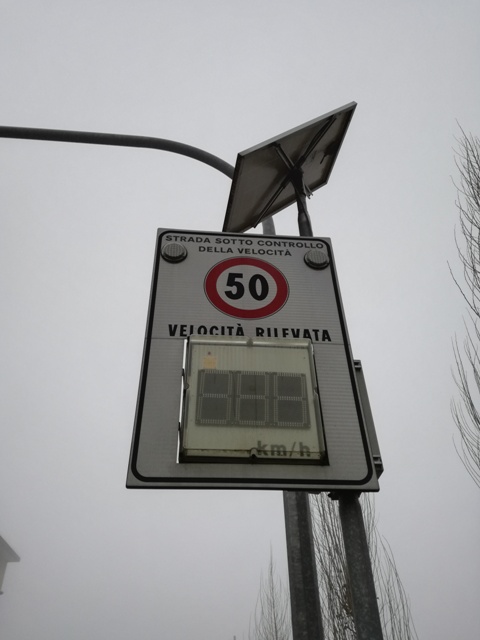 STRADA SOTTO CONTROLLO
DELLA VELOCITÀ
50
VELOCITÀ RILEVATA
km/h